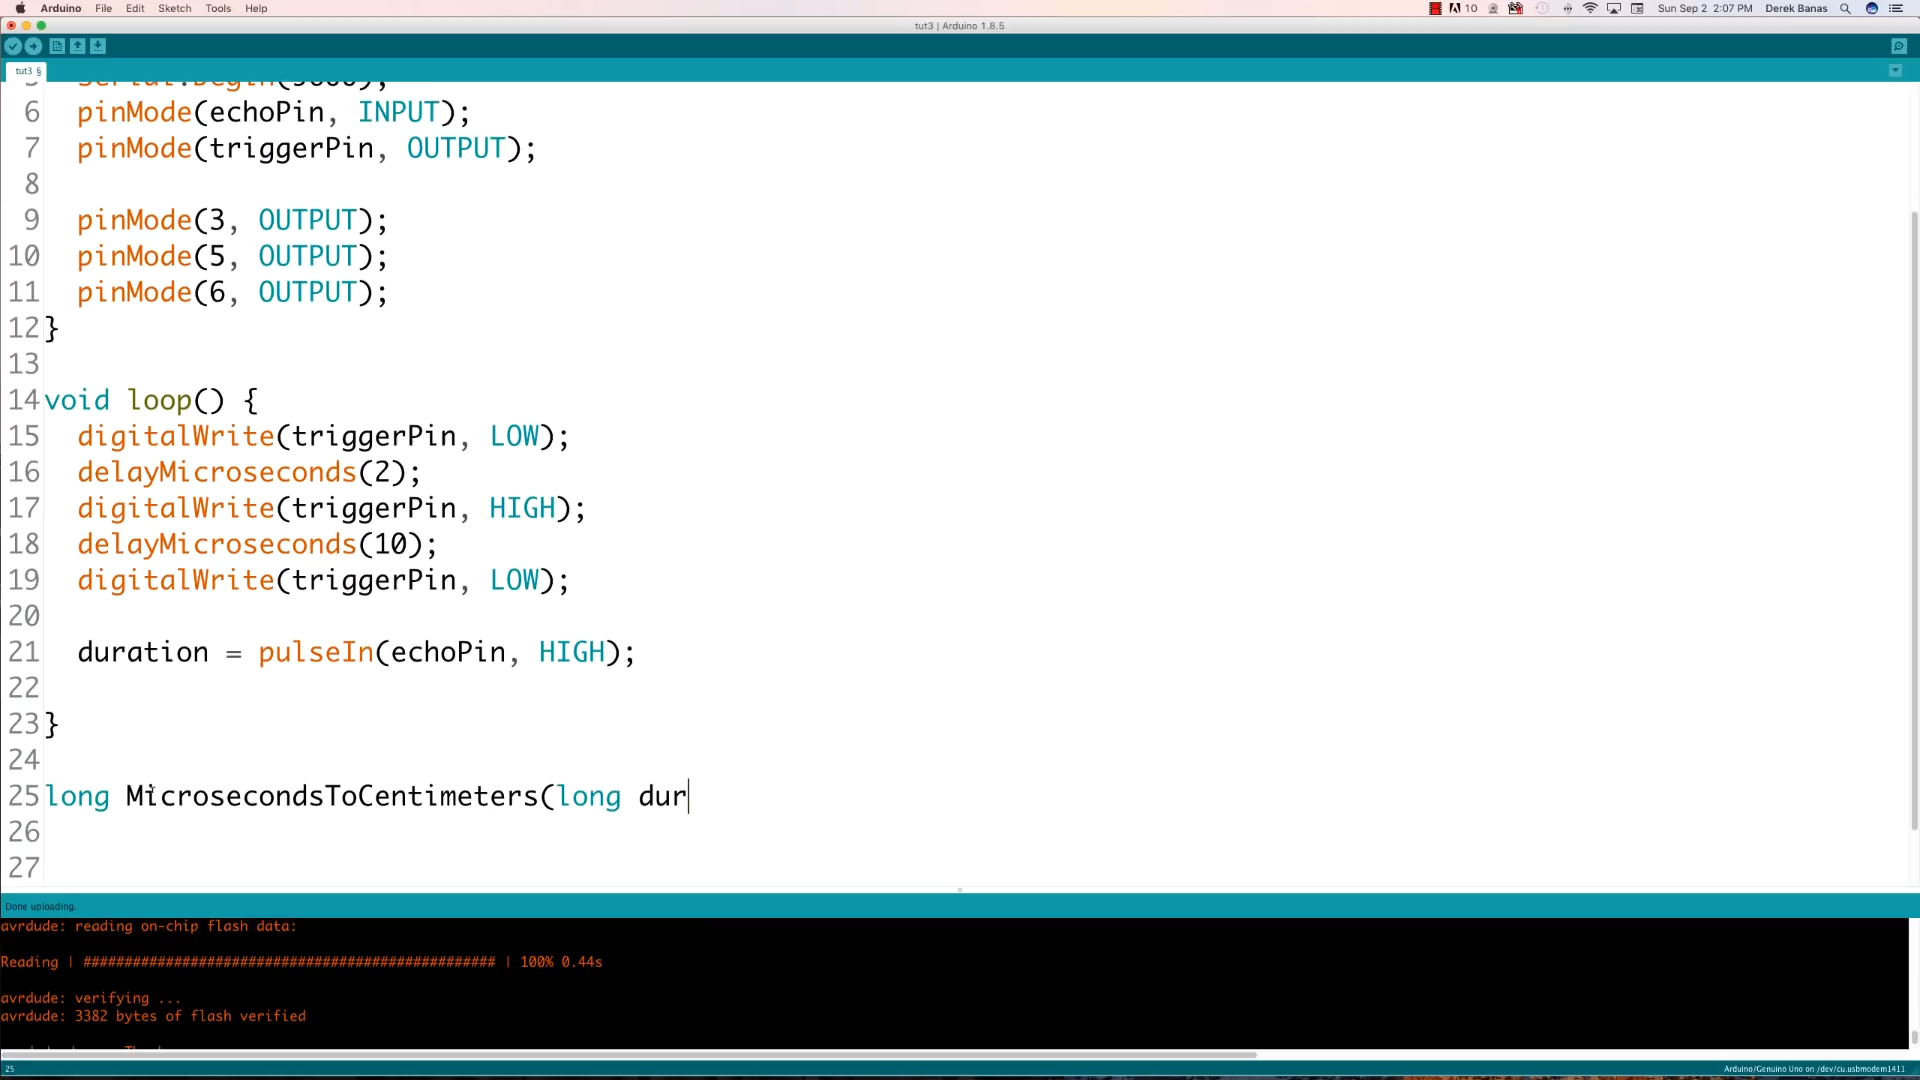 Arduino File Edit Sketch Tools Help 10 Sun Sep 2 2:07 PM Derek Banas
tut3 | Arduino 1.8.5
tut3 §
5 Serial.begin(9600);
6 pinMode(echoPin, INPUT);
7 pinMode(triggerPin, OUTPUT);
8
9 pinMode(3, OUTPUT);
10 pinMode(5, OUTPUT);
11 pinMode(6, OUTPUT);
12 }
13
14 void loop() {
15 digitalWrite(triggerPin, LOW);
16 delayMicroseconds(2);
17 digitalWrite(triggerPin, HIGH);
18 delayMicroseconds(10);
19 digitalWrite(triggerPin, LOW);
20
21 duration = pulseIn(echoPin, HIGH);
22
23 }
24
25 long MicrosecondsToCentimeters(long dur
26
27
Done uploading.
avrdude: reading on-chip flash data:
Reading | ################################################## | 100% 0.44s
avrdude: verifying ...
avrdude: 3382 bytes of flash verified
25 Arduino/Genuino Uno on /dev/cu.usbmodem1411